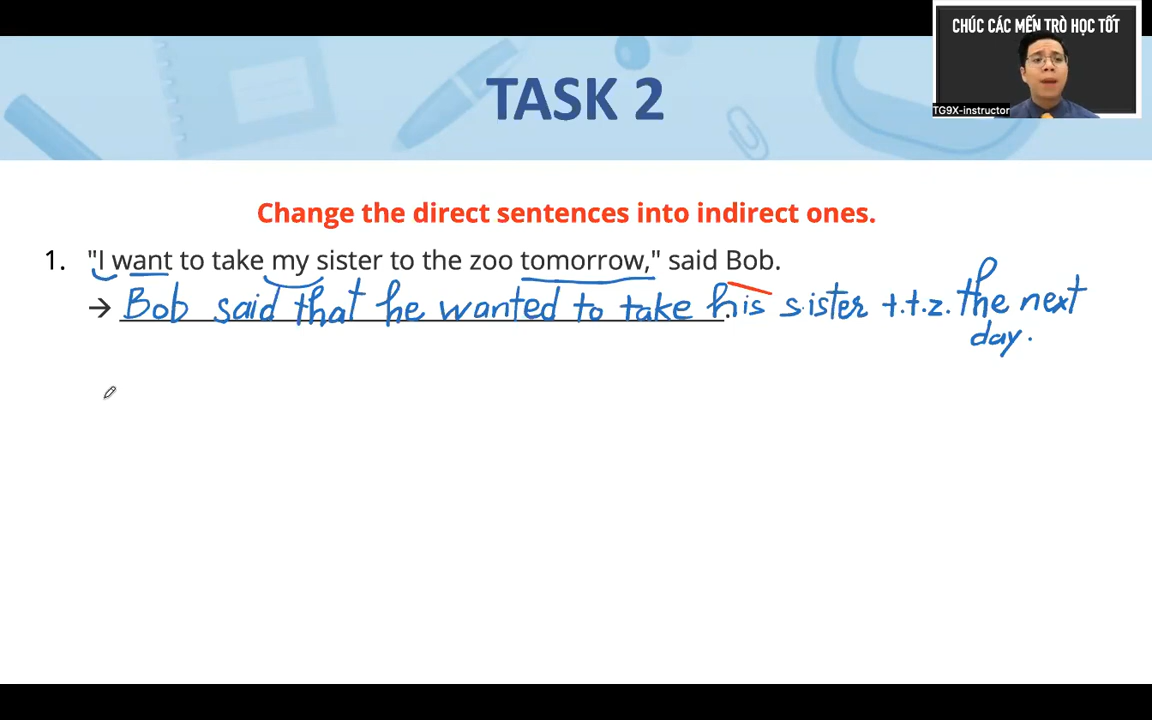 CHÚC CÁC MẾN TRÒ HỌC TỐT
TG9X-instructor
TASK 2
Change the direct sentences into indirect ones.
1. "I want to take my sister to the zoo tomorrow," said Bob.
→ Bob said that he wanted to take his sister t.t.z. the next
day.